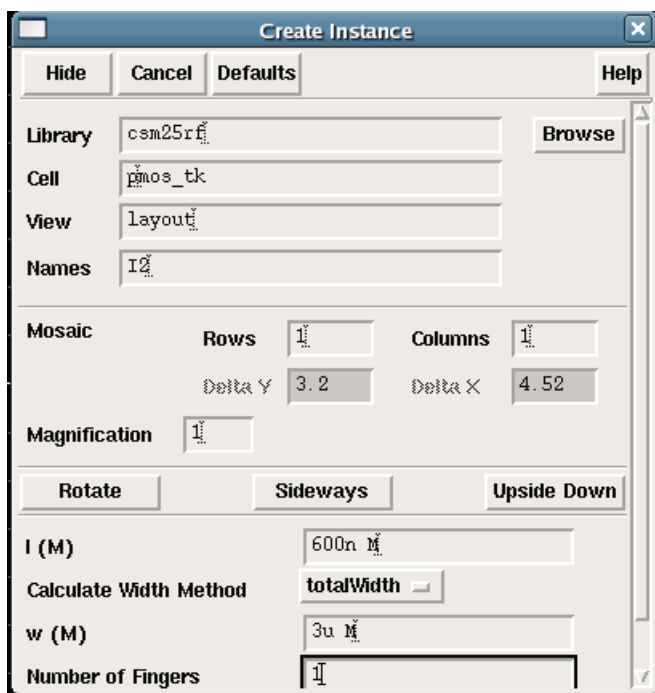 Create Instance
Hide Cancel Defaults Help
Library csm25rf Browse
Cell pmos_tk
View layout
Names I2
Mosaic Rows 1 Columns 1
Delta Y 3.2 Delta X 4.52
Magnification 1
Rotate Sideways Upside Down
l (M) 600n M
Calculate Width Method totalWidth
w (M) 3u M
Number of Fingers 1